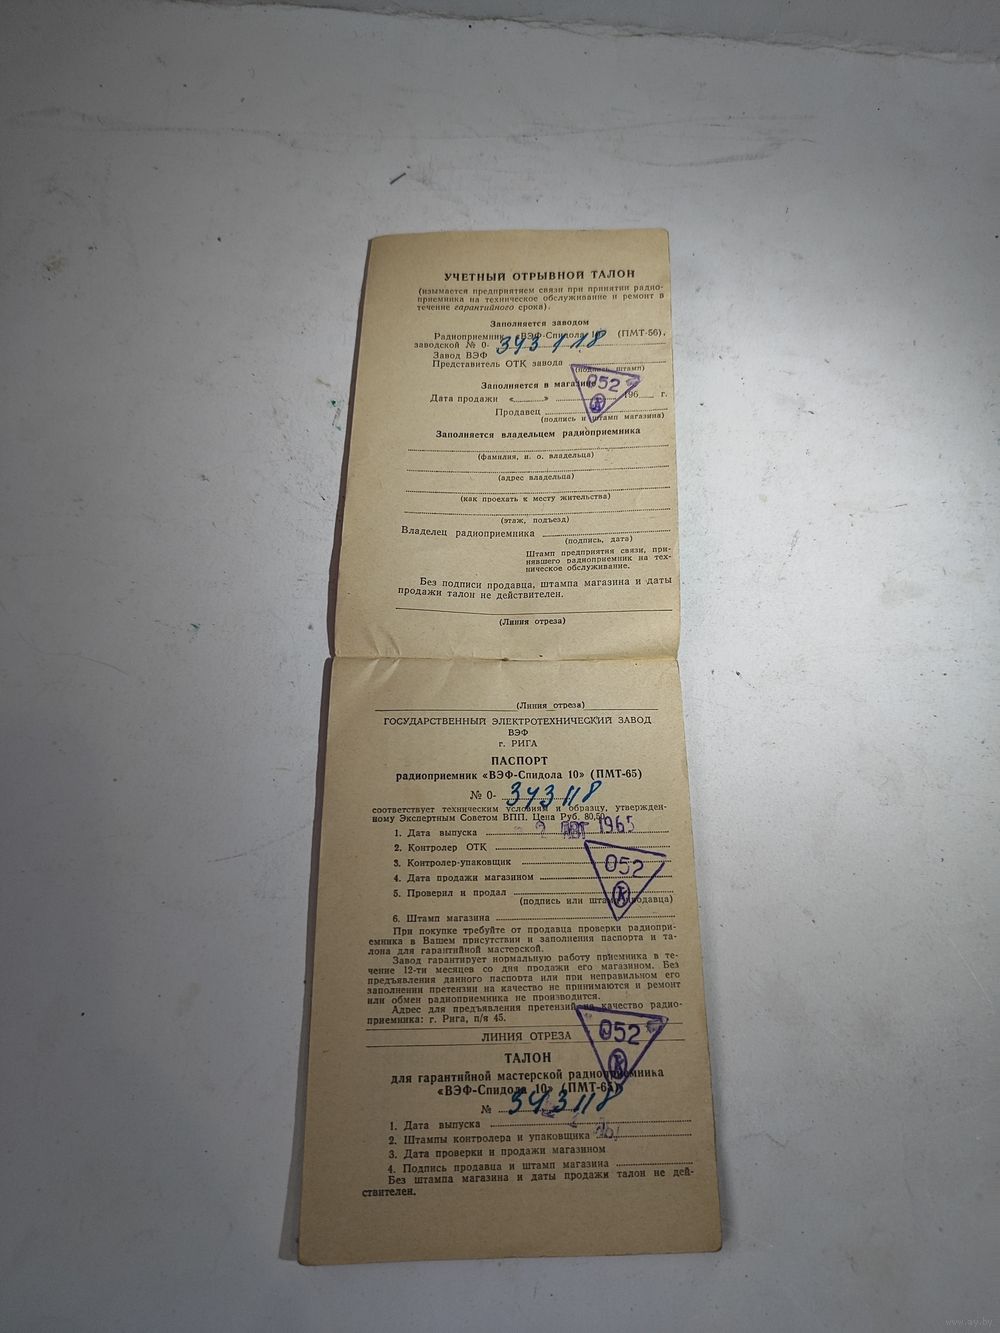 УЧЕТНЫЙ ОТРЫВНОЙ ТАЛОН
(изымается предприятием связи при принятии радио-
приемника на техническое обслуживание и ремонт в
течение гарантийного срока).
Заполняется заводом
Радиоприемник «ВЭФ-Спидола 10» (ПМТ-56),
заводской № 0- 343118
Завод ВЭФ
Представитель ОТК завода
(подпись, штамп)
052
Заполняется в магазине
Дата продажи «» 196 г.
Продавец
(подпись и штамп магазина)
Заполняется владельцем радиоприемника
(фамилия, и. о. владельца)
(адрес владельца)
(как проехать к месту жительства)
(этаж, подъезд)
Владелец радиоприемника
(подпись, дата)
Штамп предприятия связи, при-
нявшего радиоприемник на тех-
ническое обслуживание.
Без подписи продавца, штампа магазина и даты
продажи талон не действителен.
(Линия отреза)
(Линия отреза)
ГОСУДАРСТВЕННЫЙ ЭЛЕКТРОТЕХНИЧЕСКИЙ ЗАВОД
ВЭФ
г. РИГА
ПАСПОРТ
радиоприемник «ВЭФ-Спидола 10» (ПМТ-65)
№ 0- 343118
соответствует техническим условиям и образцу, утвержден-
ному Экспертным Советом ВПП. Цена Руб. 80,50
1. Дата выпуска 2 АВГ 1965
2. Контролер ОТК
052
3. Контролер-упаковщик
4. Дата продажи магазином
5. Проверил и продал
(подпись или штамп продавца)
6. Штамп магазина
При покупке требуйте от продавца проверки радиопри-
емника в Вашем присутствии и заполнения паспорта и та-
лона для гарантийной мастерской.
Завод гарантирует нормальную работу приемника в те-
чение 12-ти месяцев со дня продажи его магазином. Без
предъявления данного паспорта или при неправильном его
заполнении претензии на качество не принимаются и ремонт
или обмен радиоприемника не производится.
Адрес для предъявления претензий на качество радио-
приемника: г. Рига, п/я 45.
ЛИНИЯ ОТРЕЗА
052
ТАЛОН
для гарантийной мастерской радиоприемника
«ВЭФ-Спидола 10» (ПМТ-65)
№ 343118
1. Дата выпуска
2. Штампы контролера и упаковщика
3. Дата проверки и продажи магазином
4. Подпись продавца и штамп магазина
Без штампа магазина и даты продажи талон не дей-
ствителен.
www.ay.by